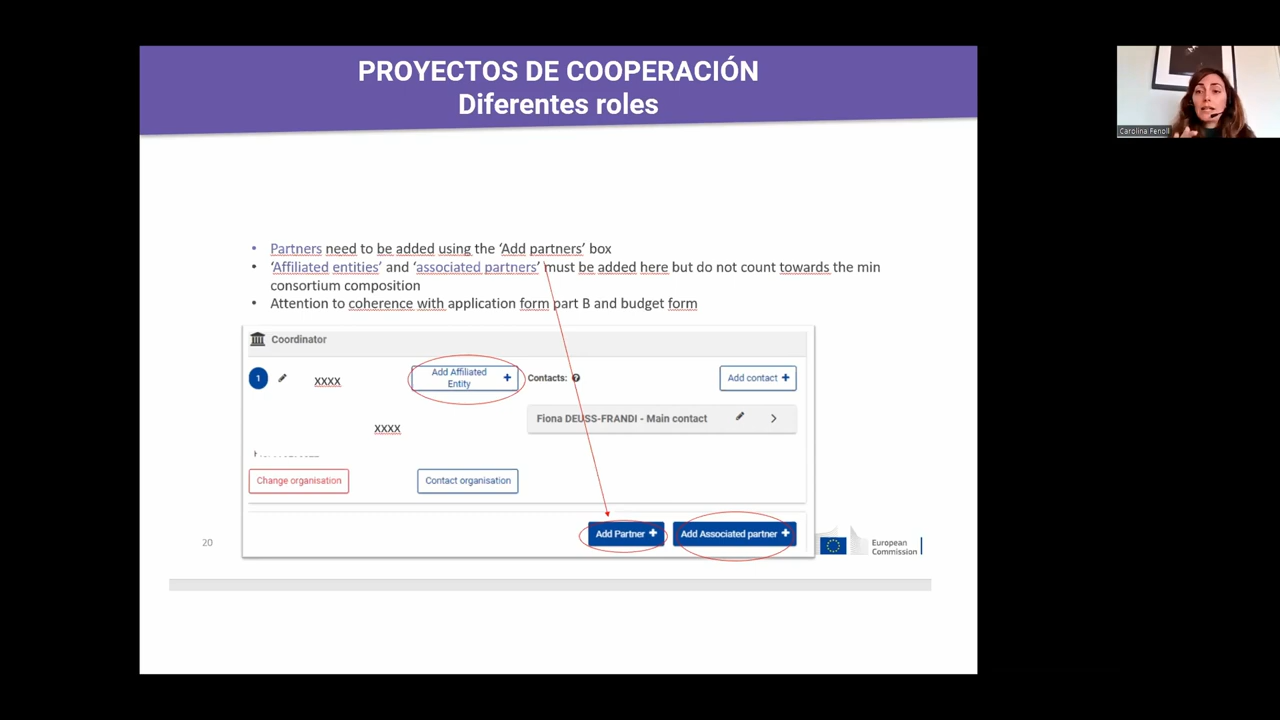 PROYECTOS DE COOPERACIÓN
Diferentes roles
Carolina Fenoll
• Partners need to be added using the ‘Add partners’ box
• ‘Affiliated entities’ and ‘associated partners’ must be added here but do not count towards the min
consortium composition
• Attention to coherence with application form part B and budget form
Coordinator
1 XXXX
Add Affiliated
Entity +
Contacts: ?
Add contact +
Fiona DEUSS-FRANDI - Main contact
XXXX
Change organisation
Contact organisation
Add Partner +
Add Associated partner +
20
European
Commission